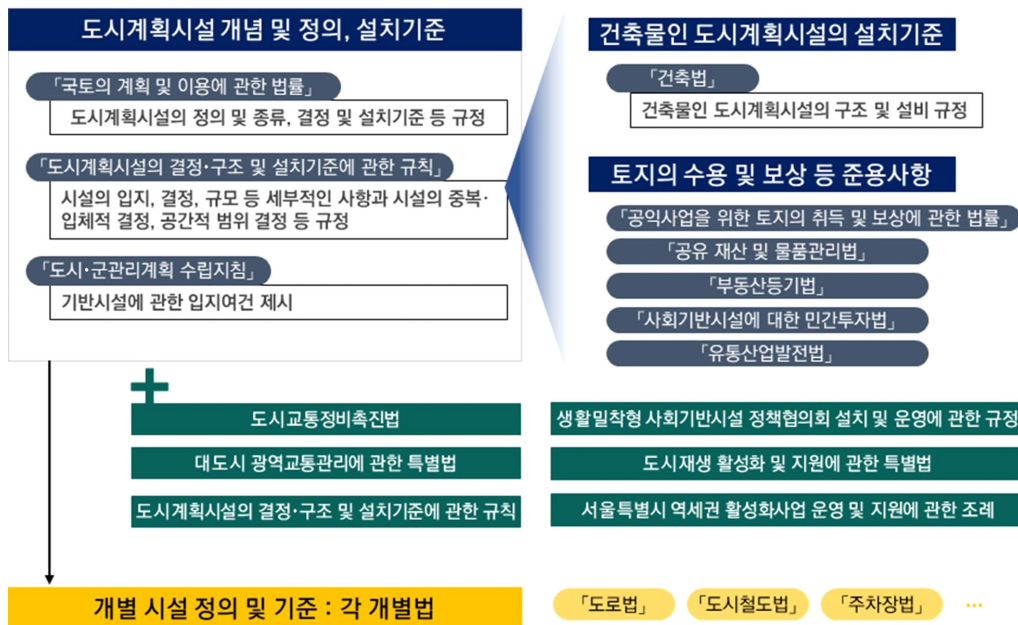 도시계획시설 개념 및 정의, 설치기준
「국토의 계획 및 이용에 관한 법률」
도시계획시설의 정의 및 종류, 결정 및 설치기준 등 규정
「도시계획시설의 결정·구조 및 설치기준에 관한 규칙」
시설의 입지, 결정, 규모 등 세부적인 사항과 시설의 중복·
입체적 결정, 공간적 범위 결정 등 규정
「도시·군관리계획 수립지침」
기반시설에 관한 입지여건 제시
건축물인 도시계획시설의 설치기준
「건축법」
건축물인 도시계획시설의 구조 및 설비 규정
토지의 수용 및 보상 등 준용사항
「공익사업을 위한 토지의 취득 및 보상에 관한 법률」
「공유 재산 및 물품관리법」
「부동산등기법」
「사회기반시설에 대한 민간투자법」
「유통산업발전법」
도시교통정비촉진법
대도시 광역교통관리에 관한 특별법
도시계획시설의 결정·구조 및 설치기준에 관한 규칙
생활밀착형 사회기반시설 정책협의회 설치 및 운영에 관한 규정
도시재생 활성화 및 지원에 관한 특별법
서울특별시 역세권 활성화사업 운영 및 지원에 관한 조례
개별 시설 정의 및 기준 : 각 개별법
「도로법」
「도시철도법」
「주차장법」
…